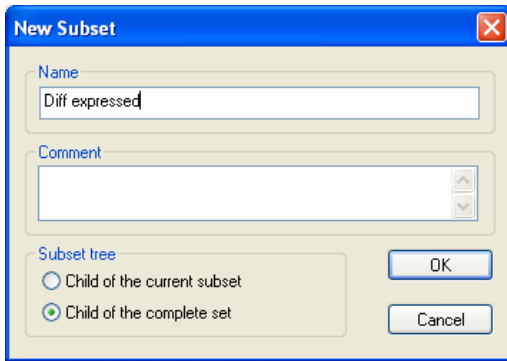 New Subset
Name
Diff expressed
Comment
Subset tree
Child of the current subset
Child of the complete set
OK
Cancel